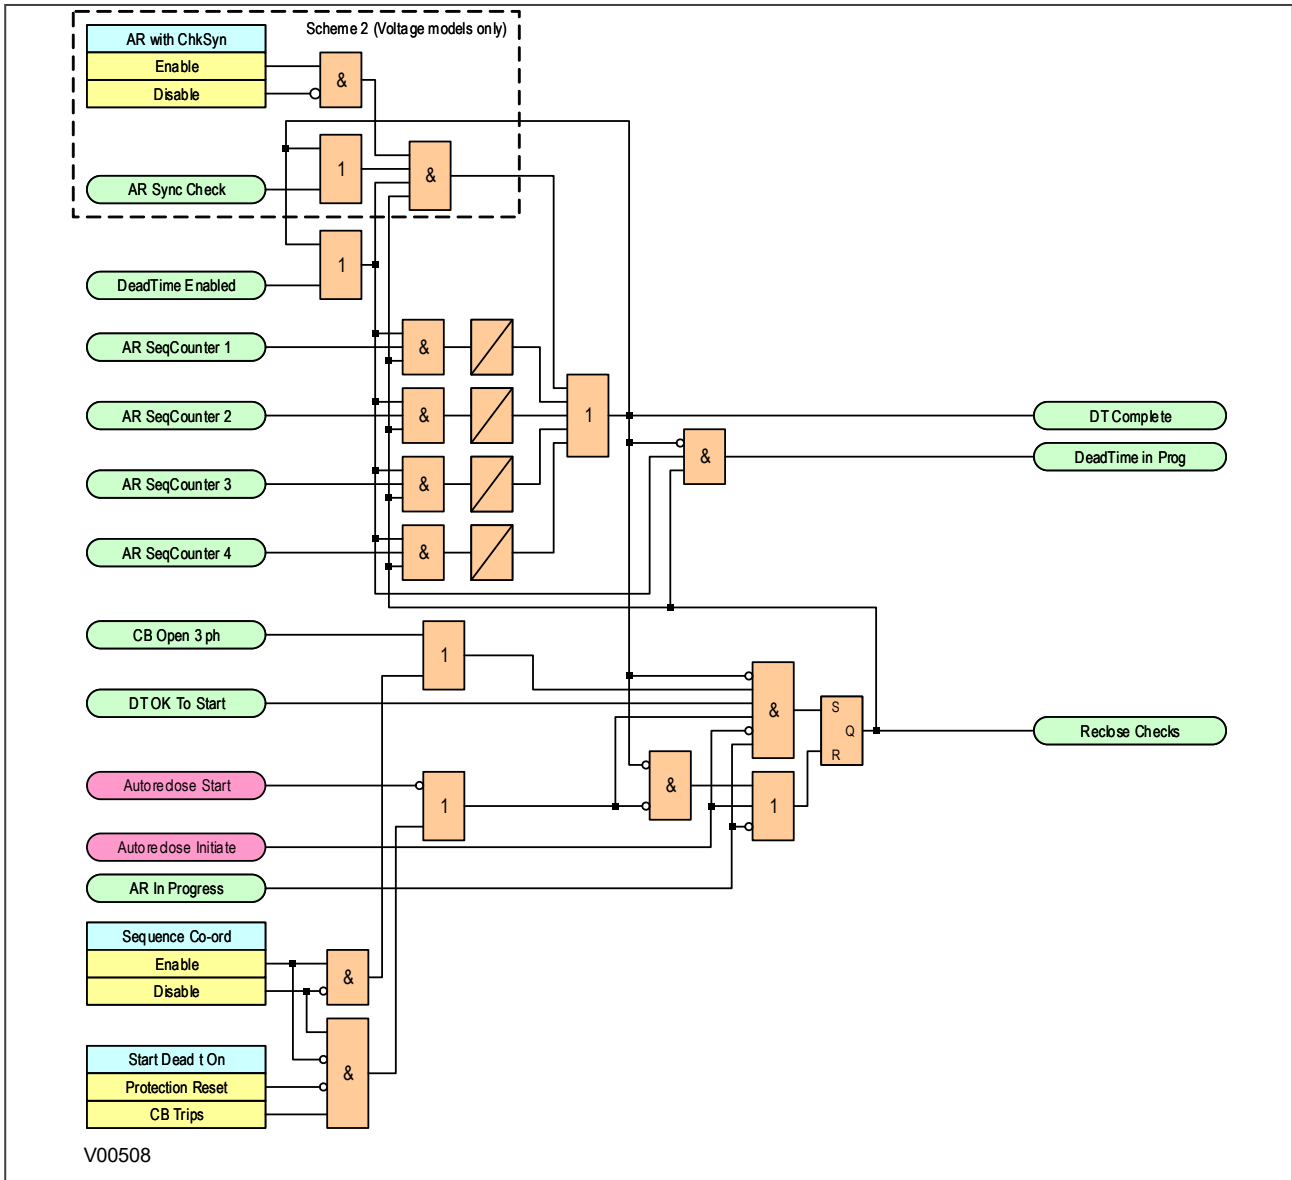 Scheme 2 (Voltage models only)
AR with ChkSyn
Enable
Disable
&
1
&
AR Sync Check
1
DeadTime Enabled
AR SeqCounter 1
&
AR SeqCounter 2
&
1
DT Complete
&
DeadTime in Prog
AR SeqCounter 3
&
AR SeqCounter 4
&
CB Open 3 ph
1
DT OK To Start
&
S
Q
R
Reclose Checks
Autoreclose Start
1
&
1
Autoreclose Initiate
AR In Progress
Sequence Co-ord
Enable
Disable
&
Start Dead t On
Protection Reset
CB Trips
&
V00508